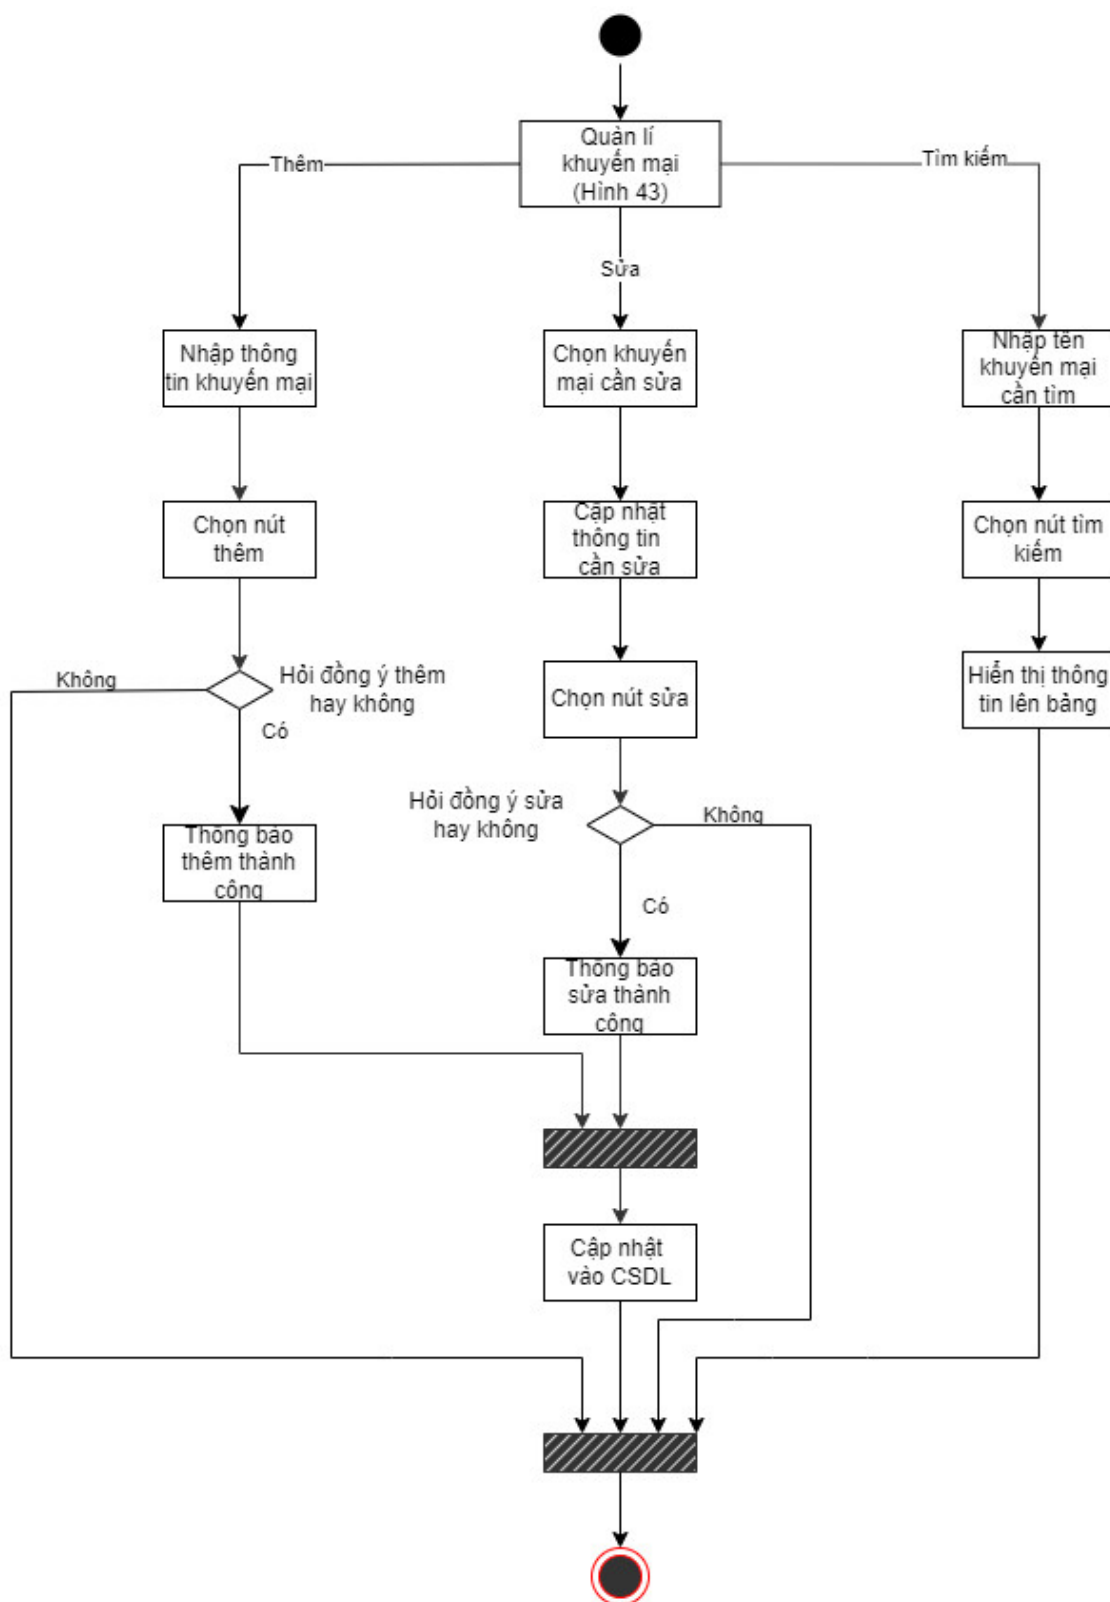 Quản lí
khuyến mại
(Hình 43)
Thêm
Tìm kiếm
Sửa
Nhập thông
tin khuyến mại
Chọn khuyến
mại cần sửa
Nhập tên
khuyến mại
cần tìm
Chọn nút
thêm
Cập nhật
thông tin
cần sửa
Chọn nút tìm
kiếm
Không
Hỏi đồng ý thêm
hay không
Có
Chọn nút sửa
Hiển thị thông
tin lên bảng
Thông báo
thêm thành
công
Hỏi đồng ý sửa
hay không
Không
Có
Thông báo
sửa thành
công
Cập nhật
vào CSDL